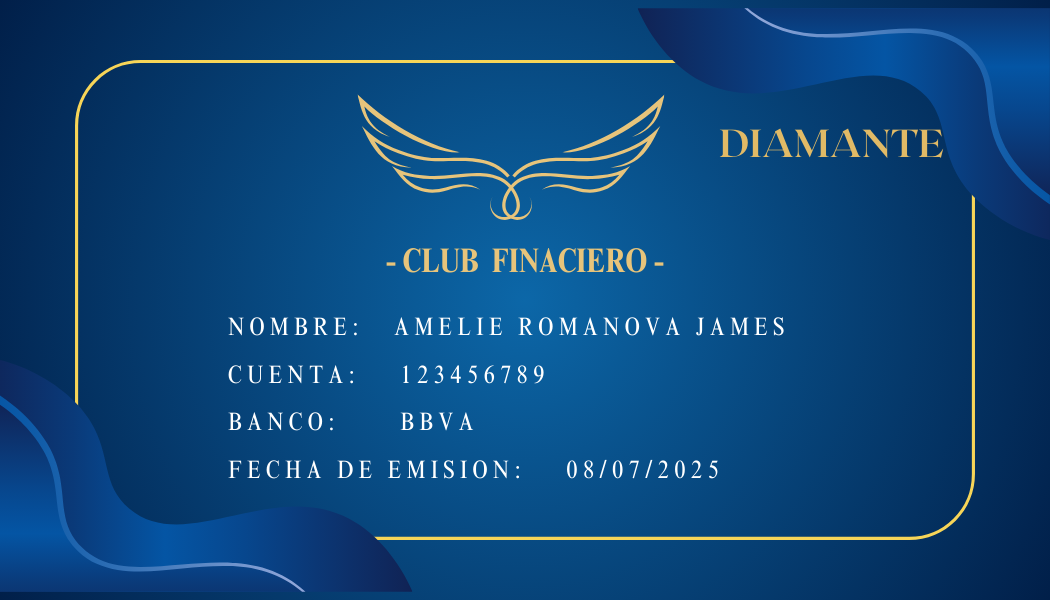 DIAMANTE
- CLUB FINACIERO -
NOMBRE: AMELIE ROMANOVA JAMES
CUENTA: 123456789
BANCO: BBVA
FECHA DE EMISION: 08/07/2025